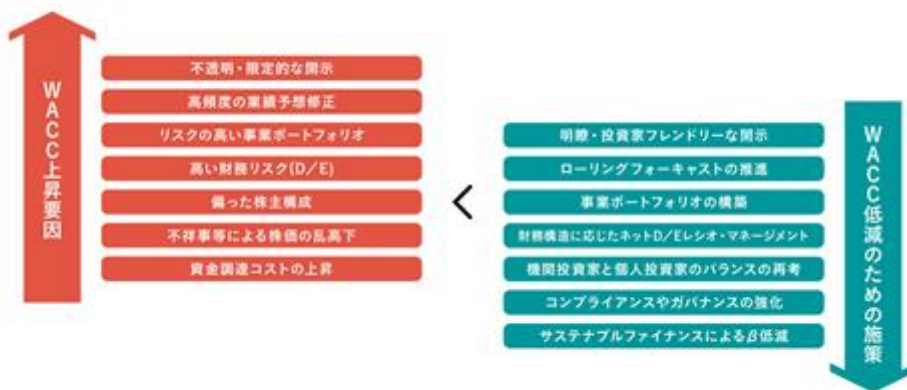 WACC上昇要因
不透明・限定的な開示
高頻度の業績予想修正
リスクの高い事業ポートフォリオ
高い財務リスク(D/E)
偏った株主構成
不祥事等による株価の乱高下
資金調達コストの上昇
<
明瞭・投資家フレンドリーな開示
ローリングフォーキャストの推進
事業ポートフォリオの構築
財務構造に応じたネットD/Eレシオ・マネージメント
機関投資家と個人投資家のバランスの再考
コンプライアンスやガバナンスの強化
サステナブルファイナンスによるβ低減
WACC低減のための施策